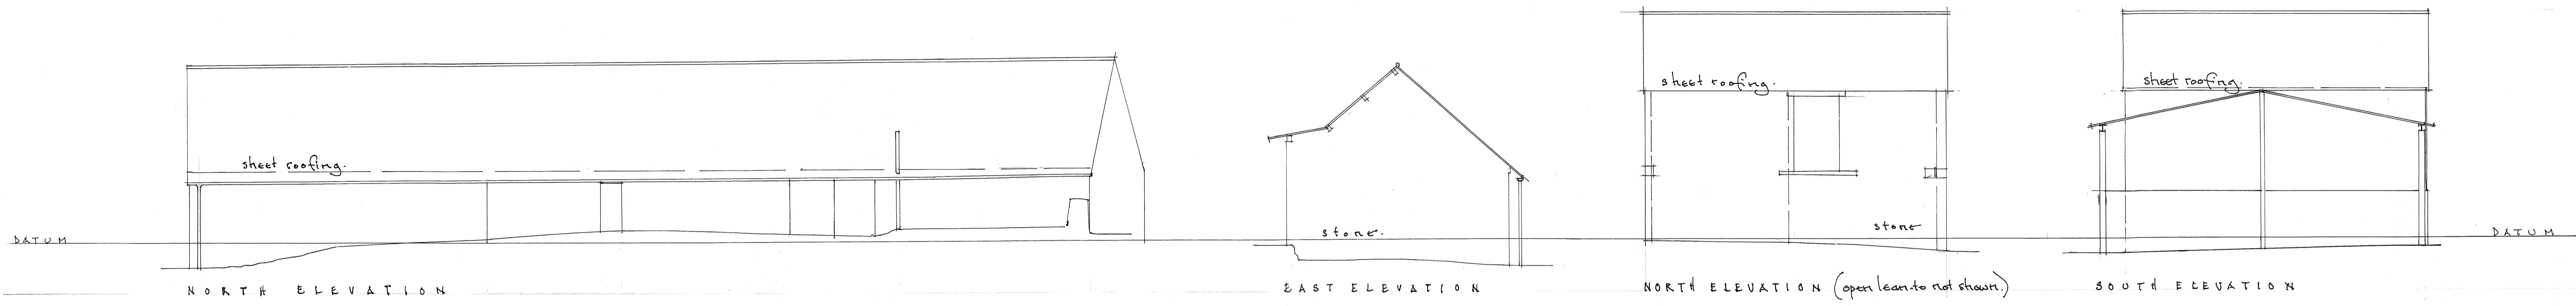 sheet roofing.
sheet roofing.
sheet roofing.
stone.
stone
DATUM
DATUM
NORTH ELEVATION
EAST ELEVATION
NORTH ELEVATION (open lean-to not shown.)
SOUTH ELEVATION